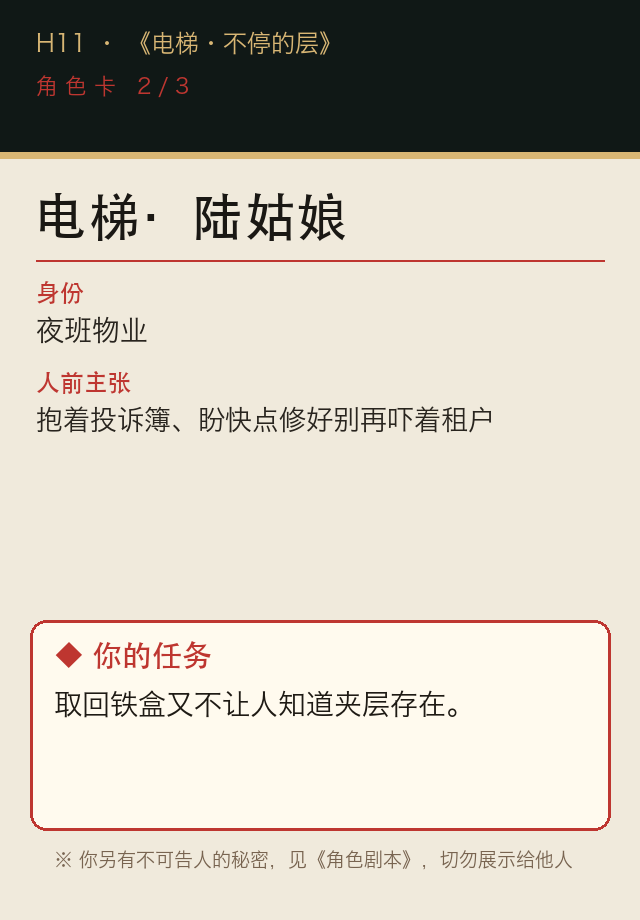 H11 · 《电梯·不停的层》
角色卡 2/3
电梯· 陆姑娘
身份
夜班物业
人前主张
抱着投诉簿、盼快点修好别再吓着租户
◆ 你的任务
取回铁盒又不让人知道夹层存在。
※ 你另有不可告人的秘密，见《角色剧本》，切勿展示给他人